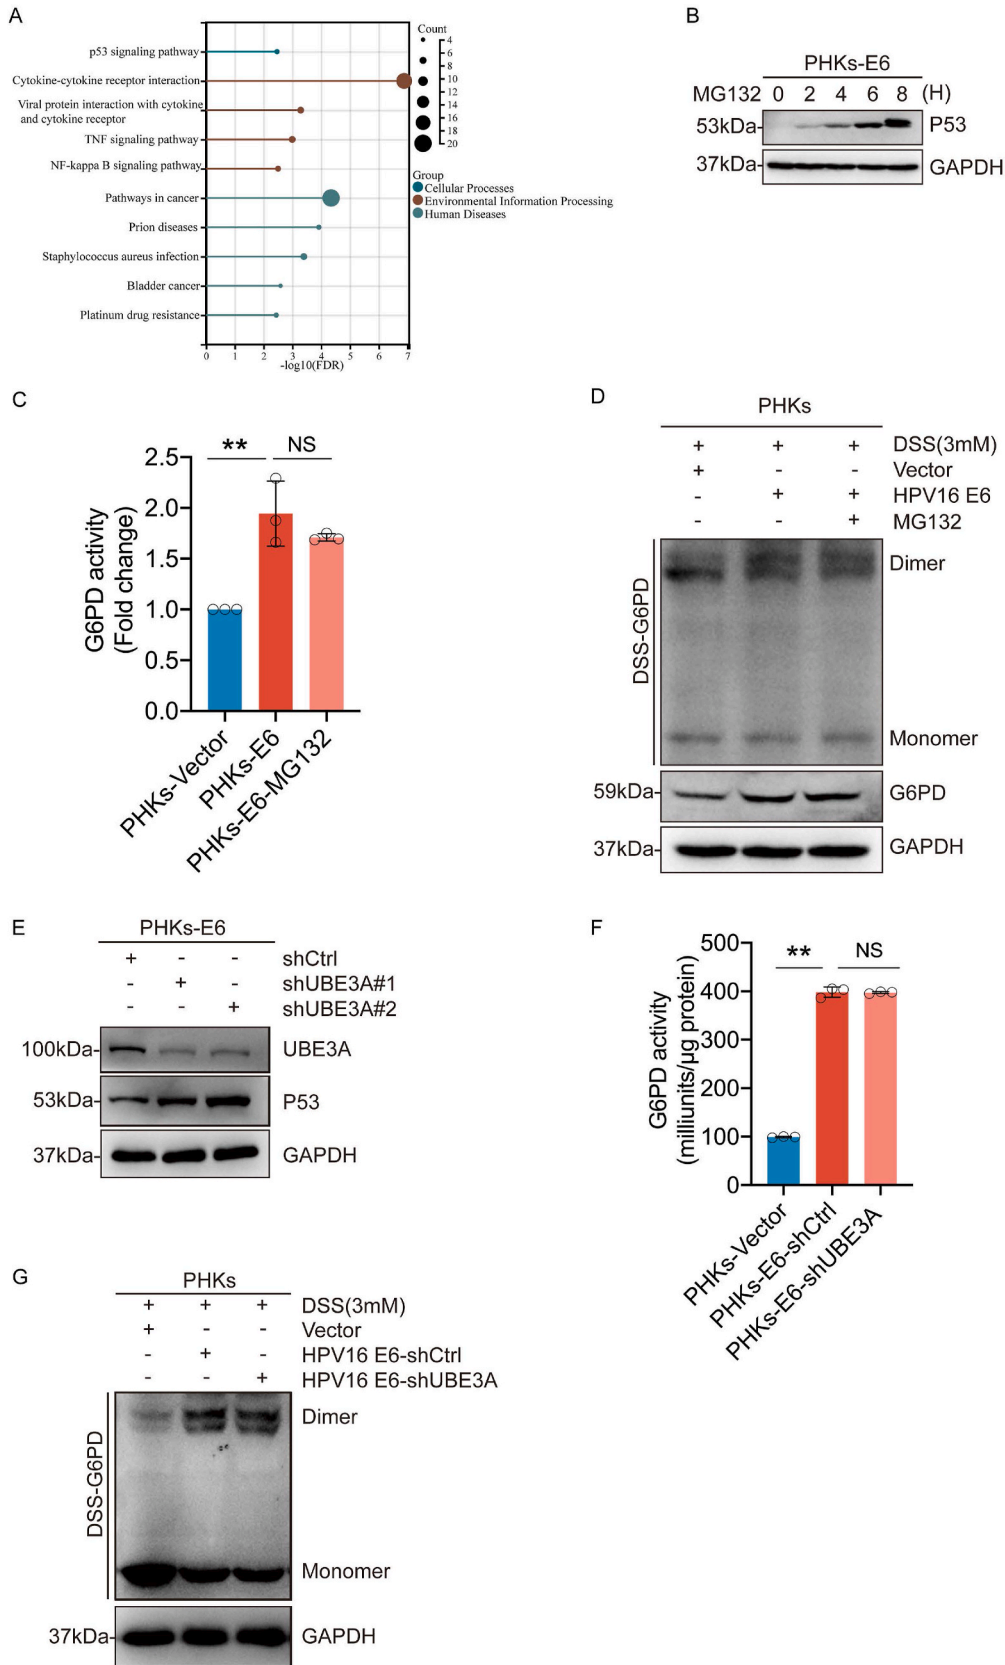 A
p53 signaling pathway
Cytokine-cytokine receptor interaction
Viral protein interaction with cytokine
and cytokine receptor
TNF signaling pathway
NF-kappa B signaling pathway
Pathways in cancer
Prion diseases
Staphylococcus aureus infection
Bladder cancer
Platinum drug resistance
0 1 2 3 4 5 6 7
-log10(FDR)
Count
4
6
8
10
12
14
16
18
20
Group
Cellular Processes
Environmental Information Processing
Human Diseases
B
PHKs-E6
MG132 0 2 4 6 8 (H)
53kDa- P53
37kDa- GAPDH
C
** NS
2.5
2.0
1.5
1.0
0.5
0.0
G6PD activity
(Fold change)
PHKs-Vector
PHKs-E6
PHKs-E6-MG132
D
PHKs
+ + + DSS(3mM)
+ - - Vector
- + + HPV16 E6
- - + MG132
DSS-G6PD
Dimer
Monomer
59kDa- G6PD
37kDa- GAPDH
E
PHKs-E6
+ - - shCtrl
- + - shUBE3A#1
- - + shUBE3A#2
100kDa- UBE3A
53kDa- P53
37kDa- GAPDH
F
** NS
500
400
300
200
100
0
G6PD activity
(milliunits/μg protein)
PHKs-Vector
PHKs-E6-shCtrl
PHKs-E6-shUBE3A
G
PHKs
+ + + DSS(3mM)
+ - - Vector
- + - HPV16 E6-shCtrl
- - + HPV16 E6-shUBE3A
DSS-G6PD
Dimer
Monomer
37kDa- GAPDH